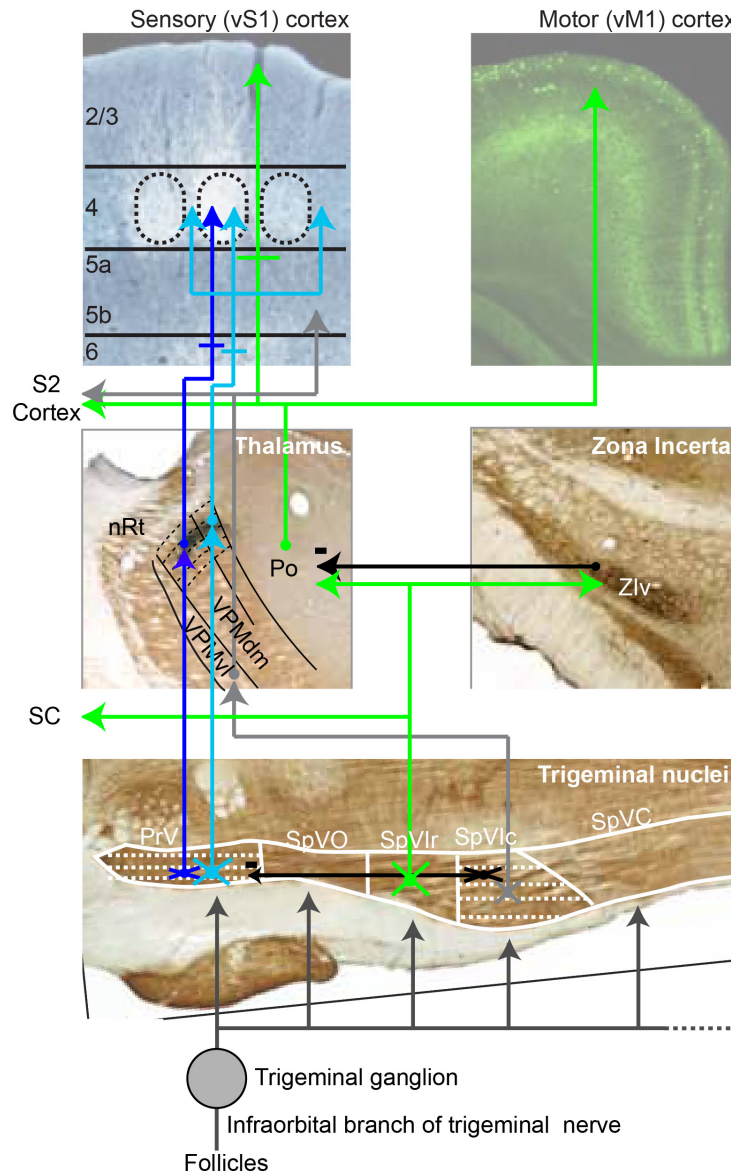 Sensory (vS1) cortex
Motor (vM1) cortex
2/3
4
5a
5b
6
S2
Cortex
Thalamus
Zona Incerta
nRt
Po
ZIv
VPMdm
VPMvl
SC
Trigeminal nuclei
PrV
SpVO
SpVIr
SpVIc
SpVC
Trigeminal ganglion
Infraorbital branch of trigeminal nerve
Follicles